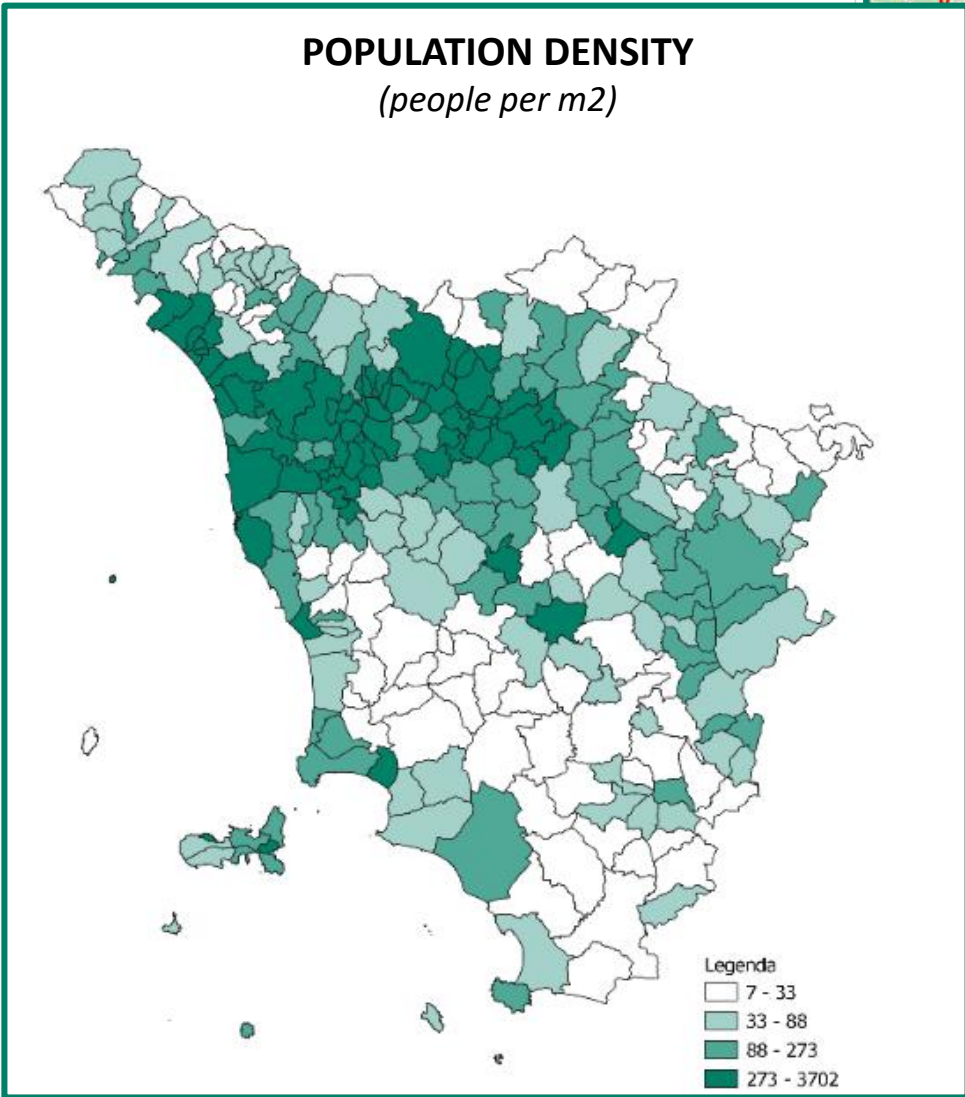 POPULATION DENSITY
(people per m2)
Legenda
7 - 33
33 - 88
88 - 273
273 - 3702